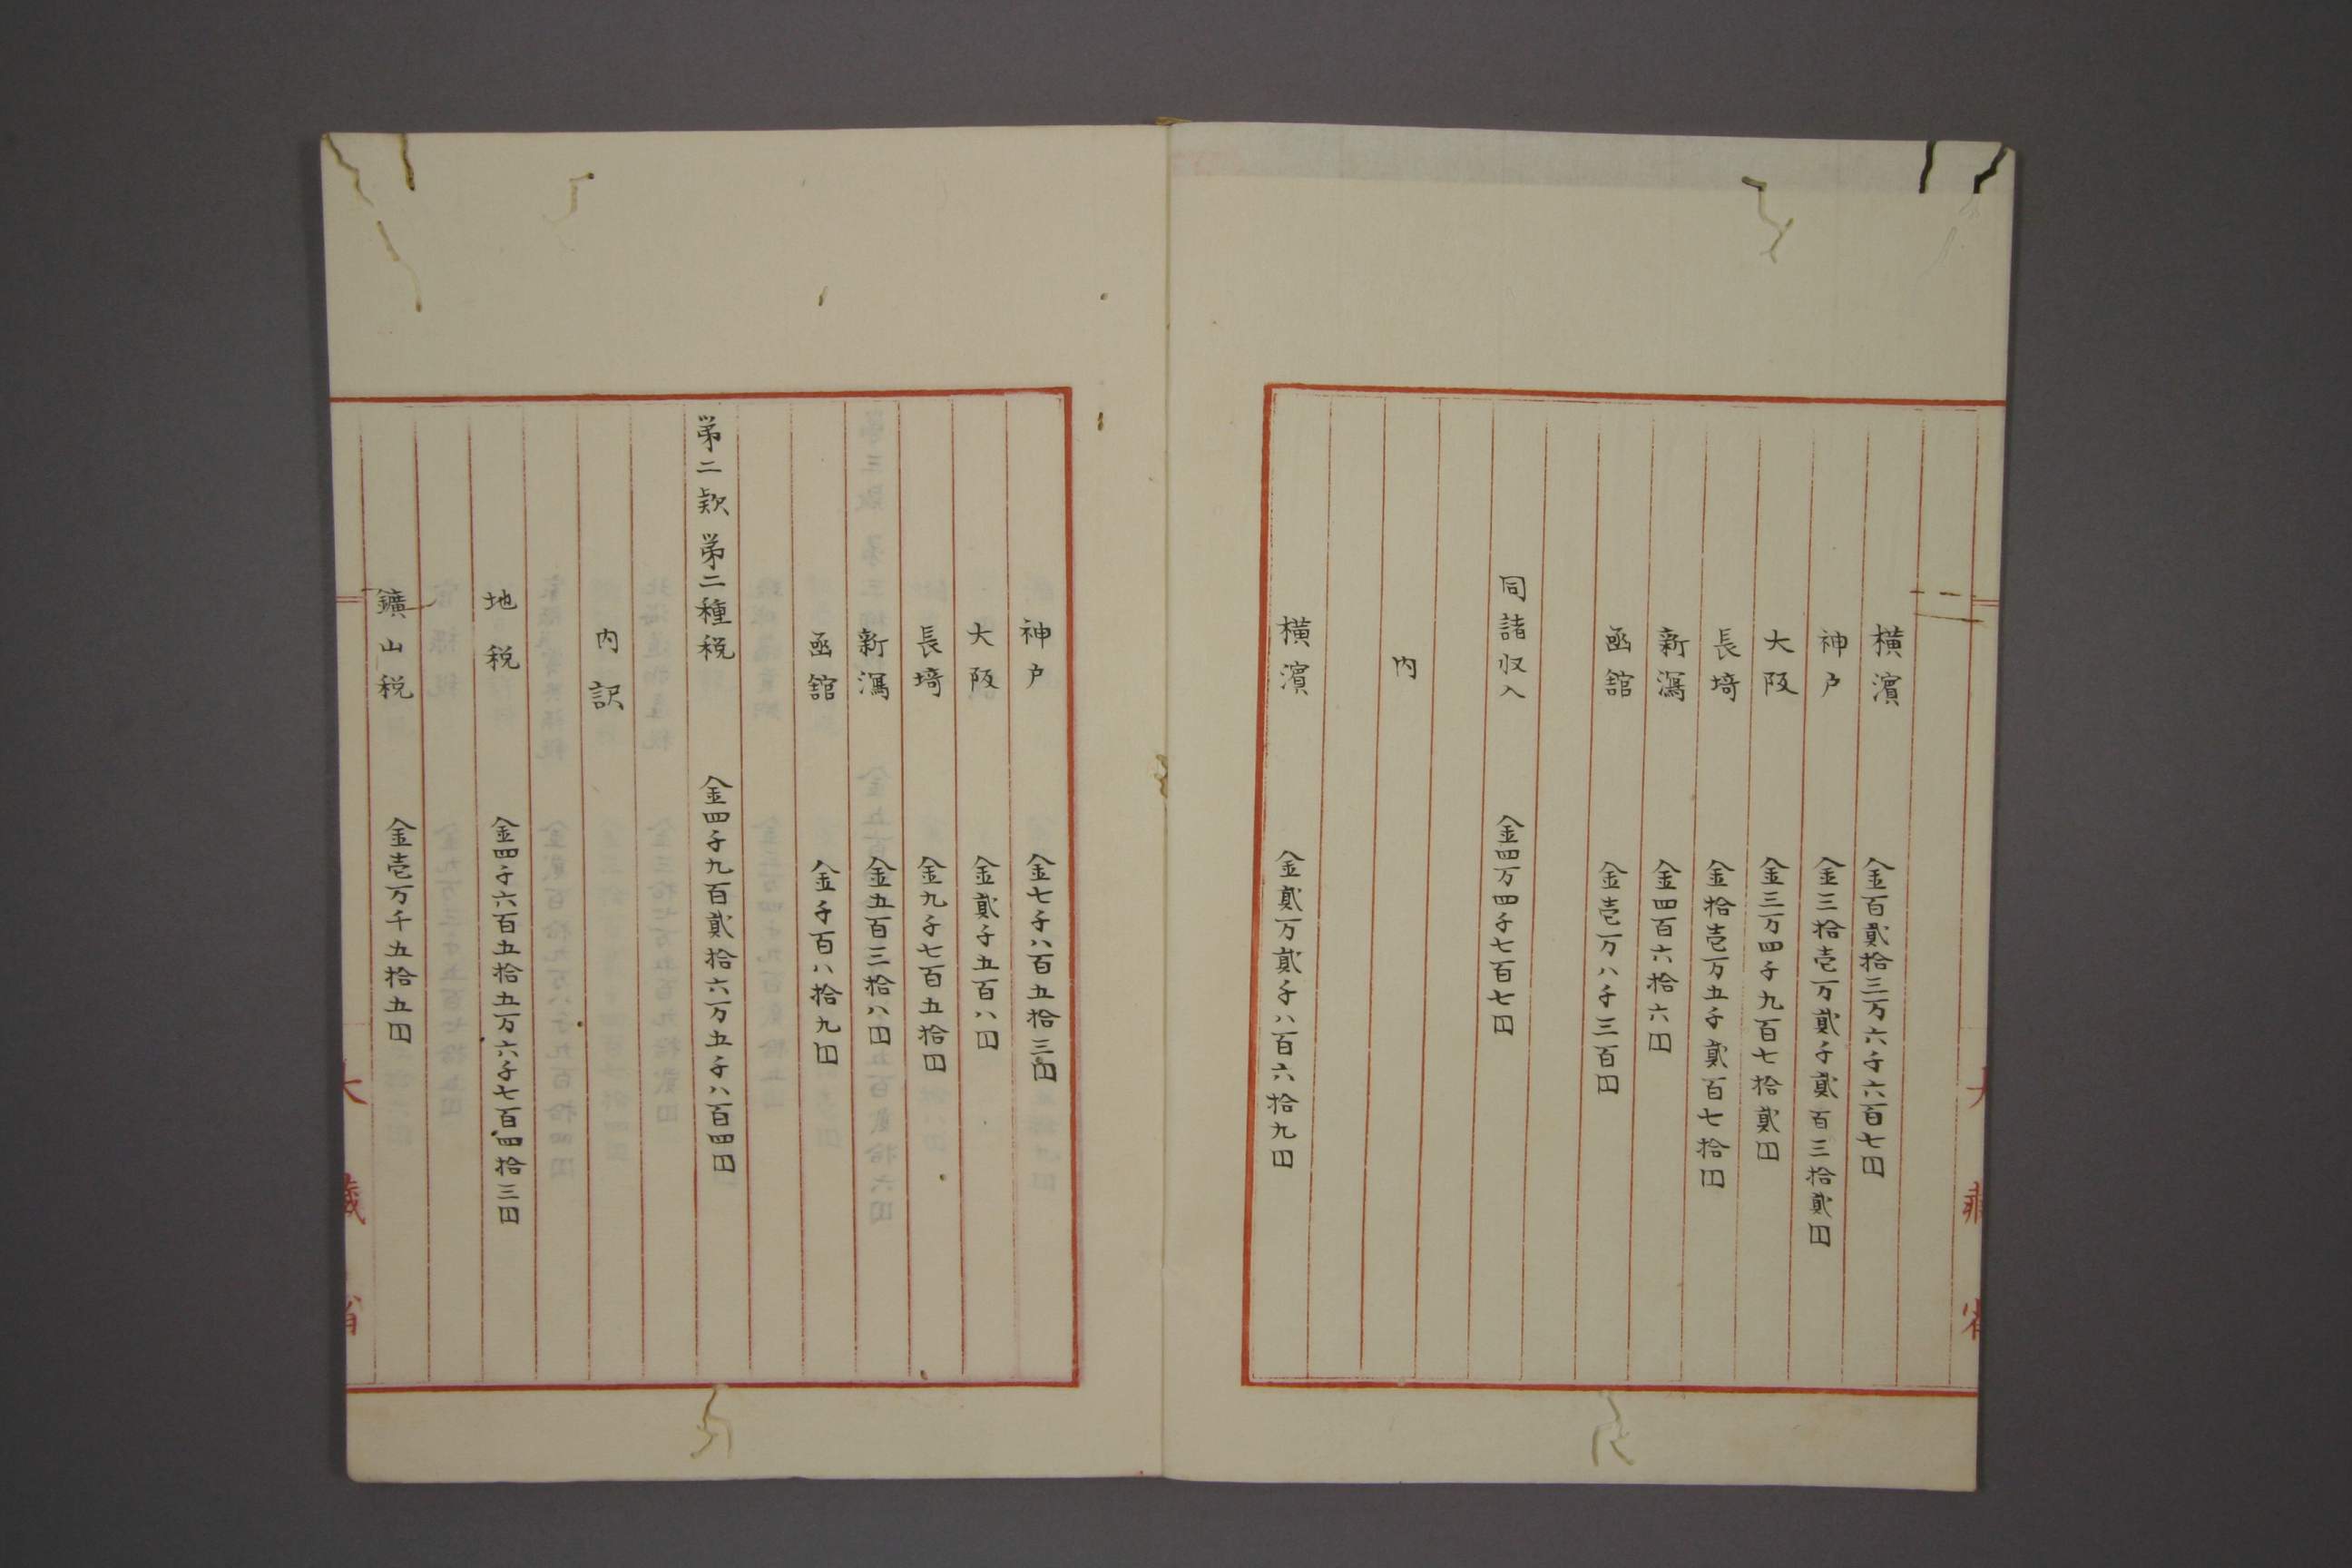 横濱 金百貳拾三万六千六百七円
神戸 金三拾壱万貳千貳百三拾貳円
大阪 金三万四千九百七拾貳円
長埼 金拾壱万五千貳百七拾円
新潟 金四百六拾六円
函舘 金壱万八千三百円
同諸収入 金四万四千七百七円
内
横濱 金貳万貳千八百六拾九円
神戸 金七千八百五拾三円
大阪 金貳千五百八円
長埼 金九千七百五拾円
新潟 金五百三拾八円
函舘 金千百八拾九円
第二款 第二種税 金四千九百貳拾六万五千八百四円
内訳
地税 金四千六百五拾五万六千七百四拾三円
鑛山税 金壱万千五拾五円
大蔵省